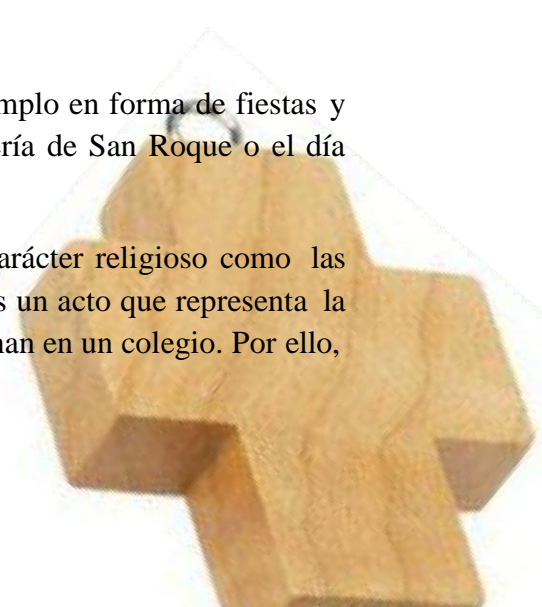 mplo en forma de fiestas y
ería de San Roque o el día
arácter religioso como las
s un acto que representa la
nan en un colegio. Por ello,